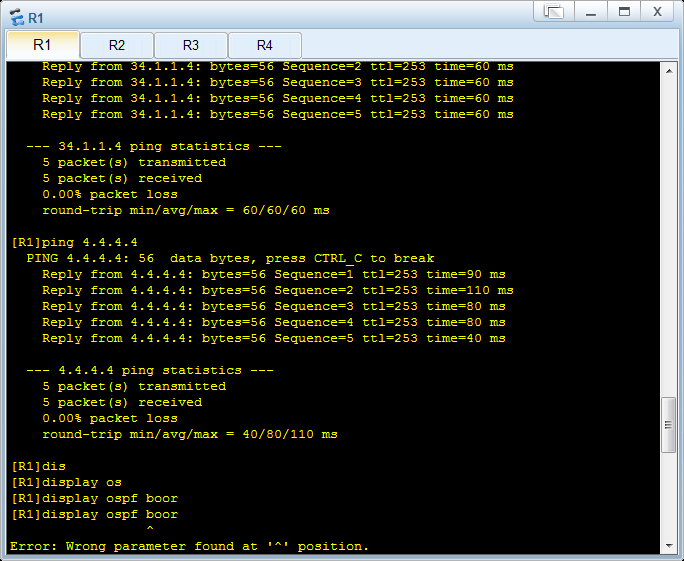 R1
R1 R2 R3 R4
Reply from 34.1.1.4: bytes=56 Sequence=2 ttl=253 time=60 ms
Reply from 34.1.1.4: bytes=56 Sequence=3 ttl=253 time=60 ms
Reply from 34.1.1.4: bytes=56 Sequence=4 ttl=253 time=60 ms
Reply from 34.1.1.4: bytes=56 Sequence=5 ttl=253 time=60 ms
--- 34.1.1.4 ping statistics ---
5 packet(s) transmitted
5 packet(s) received
0.00% packet loss
round-trip min/avg/max = 60/60/60 ms
[R1]ping 4.4.4.4
PING 4.4.4.4: 56  data bytes, press CTRL_C to break
Reply from 4.4.4.4: bytes=56 Sequence=1 ttl=253 time=90 ms
Reply from 4.4.4.4: bytes=56 Sequence=2 ttl=253 time=110 ms
Reply from 4.4.4.4: bytes=56 Sequence=3 ttl=253 time=80 ms
Reply from 4.4.4.4: bytes=56 Sequence=4 ttl=253 time=80 ms
Reply from 4.4.4.4: bytes=56 Sequence=5 ttl=253 time=40 ms
--- 4.4.4.4 ping statistics ---
5 packet(s) transmitted
5 packet(s) received
0.00% packet loss
round-trip min/avg/max = 40/80/110 ms
[R1]dis
[R1]display os
[R1]display ospf boor
[R1]display ospf boor
^
Error: Wrong parameter found at '^' position.